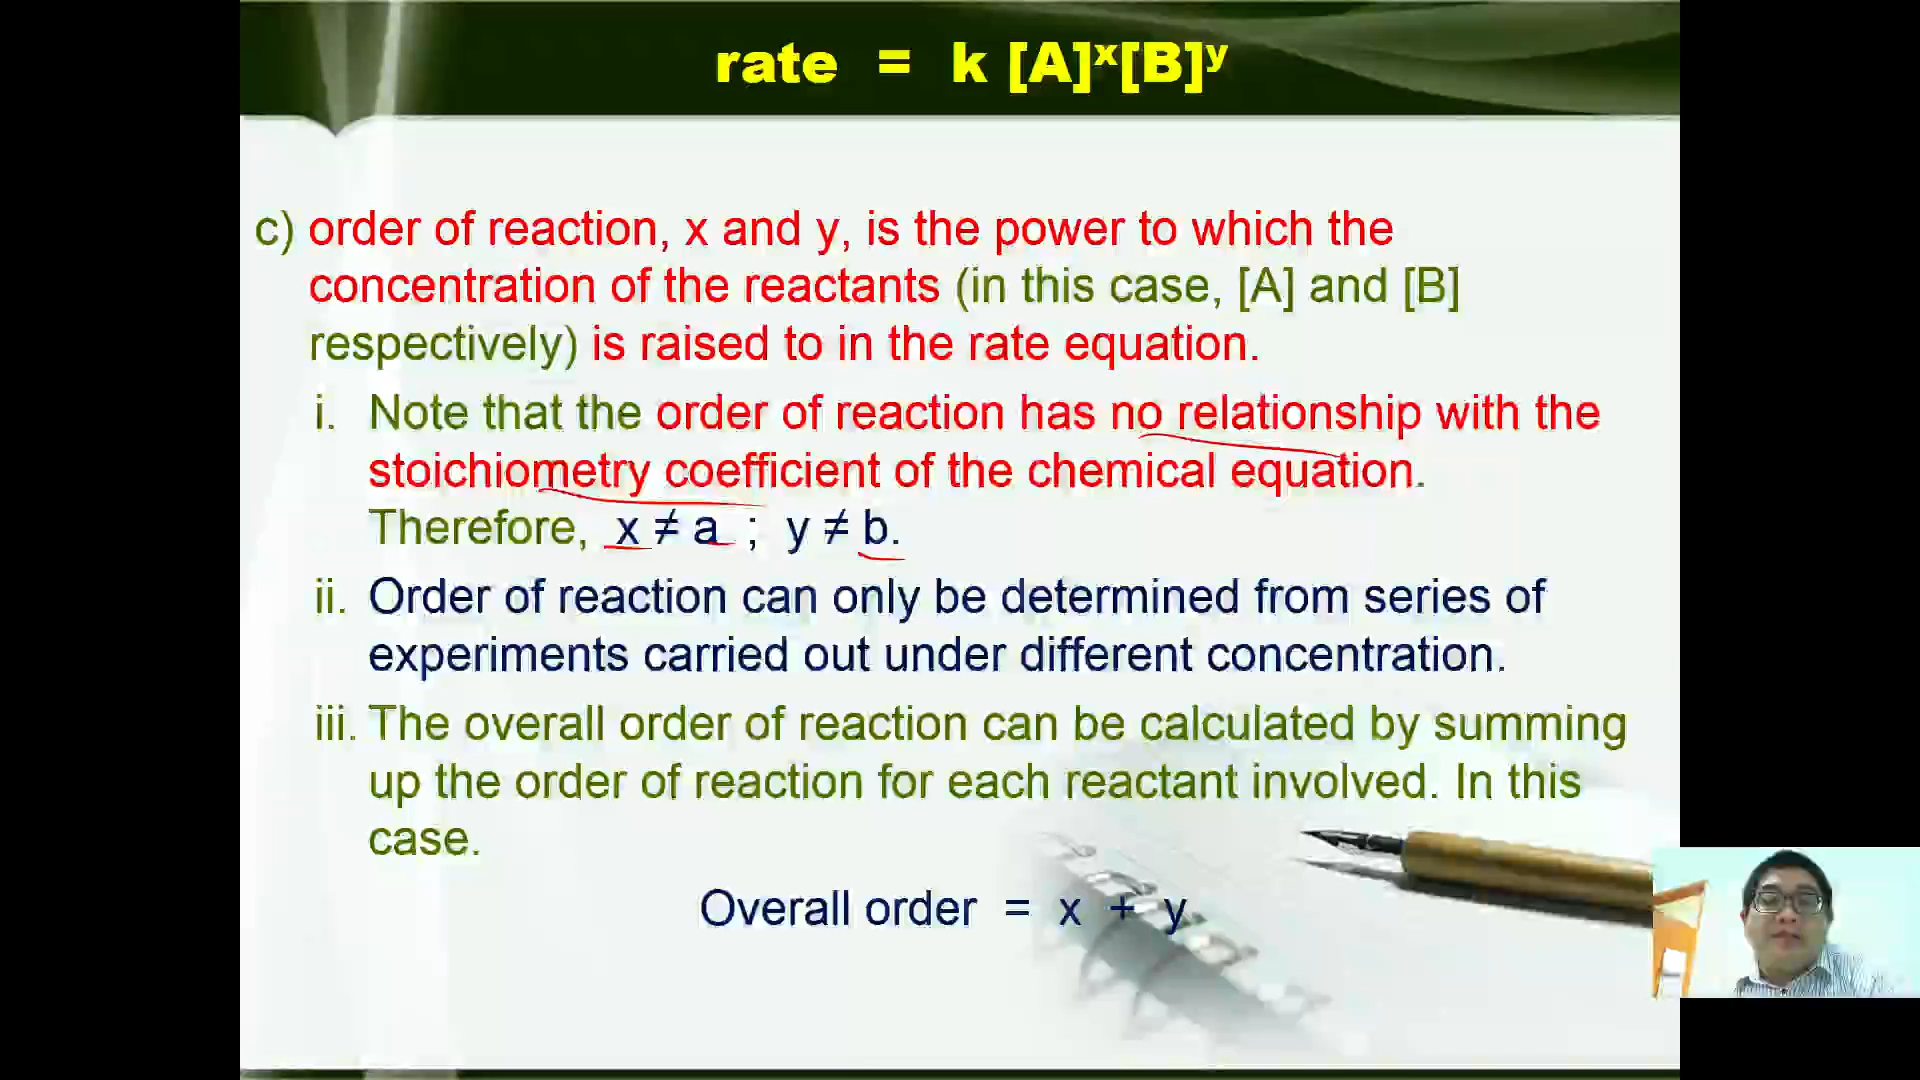 rate = k [A]ˣ[B]ʸ
c) order of reaction, x and y, is the power to which the
concentration of the reactants (in this case, [A] and [B]
respectively) is raised to in the rate equation.
i. Note that the order of reaction has no relationship with the
stoichiometry coefficient of the chemical equation.
Therefore, x ≠ a ; y ≠ b.
ii. Order of reaction can only be determined from series of
experiments carried out under different concentration.
iii. The overall order of reaction can be calculated by summing
up the order of reaction for each reactant involved. In this
case.
Overall order = x + y